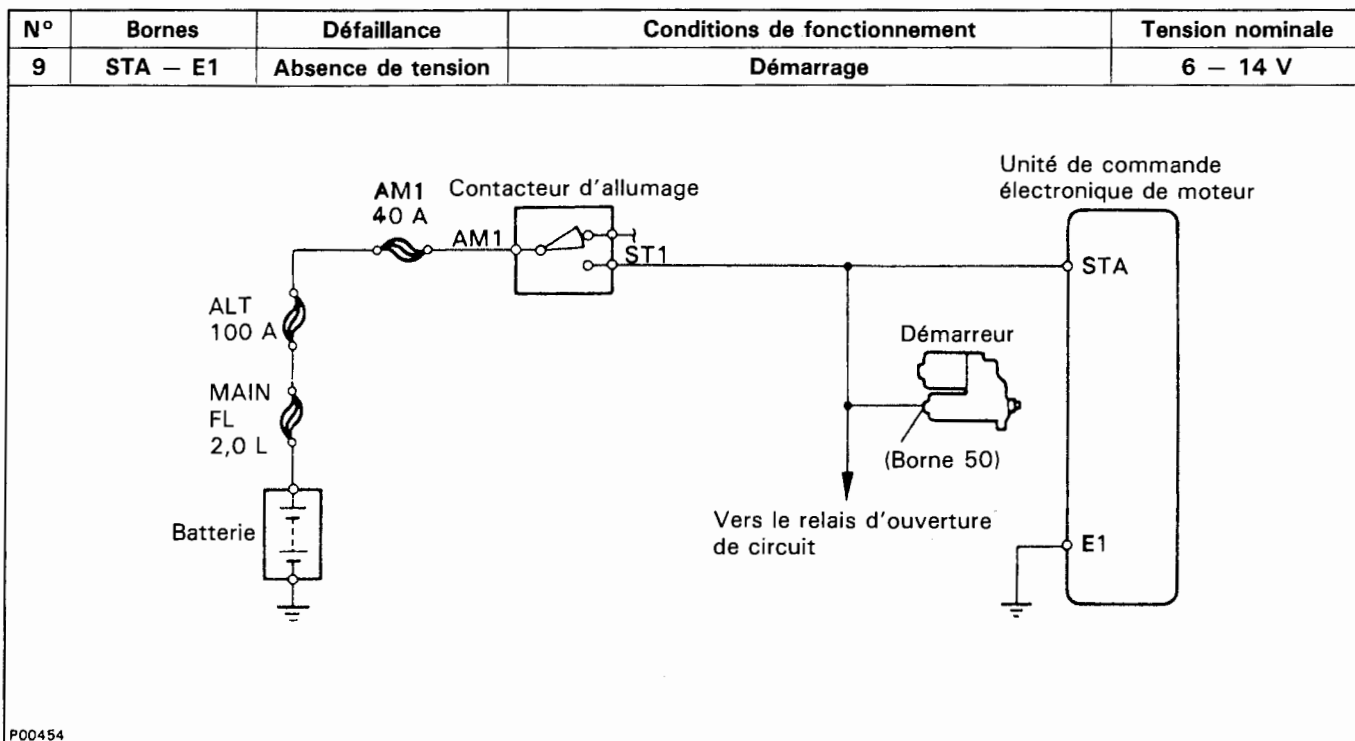 N° Bornes Défaillance Conditions de fonctionnement Tension nominale
9 STA – E1 Absence de tension Démarrage 6 – 14 V
Unité de commande
électronique de moteur
AM1
40 A
Contacteur d'allumage
AM1
ST1
STA
ALT
100 A
Démarreur
MAIN
FL
2,0 L
(Borne 50)
Batterie
Vers le relais d'ouverture
de circuit
E1
P00454